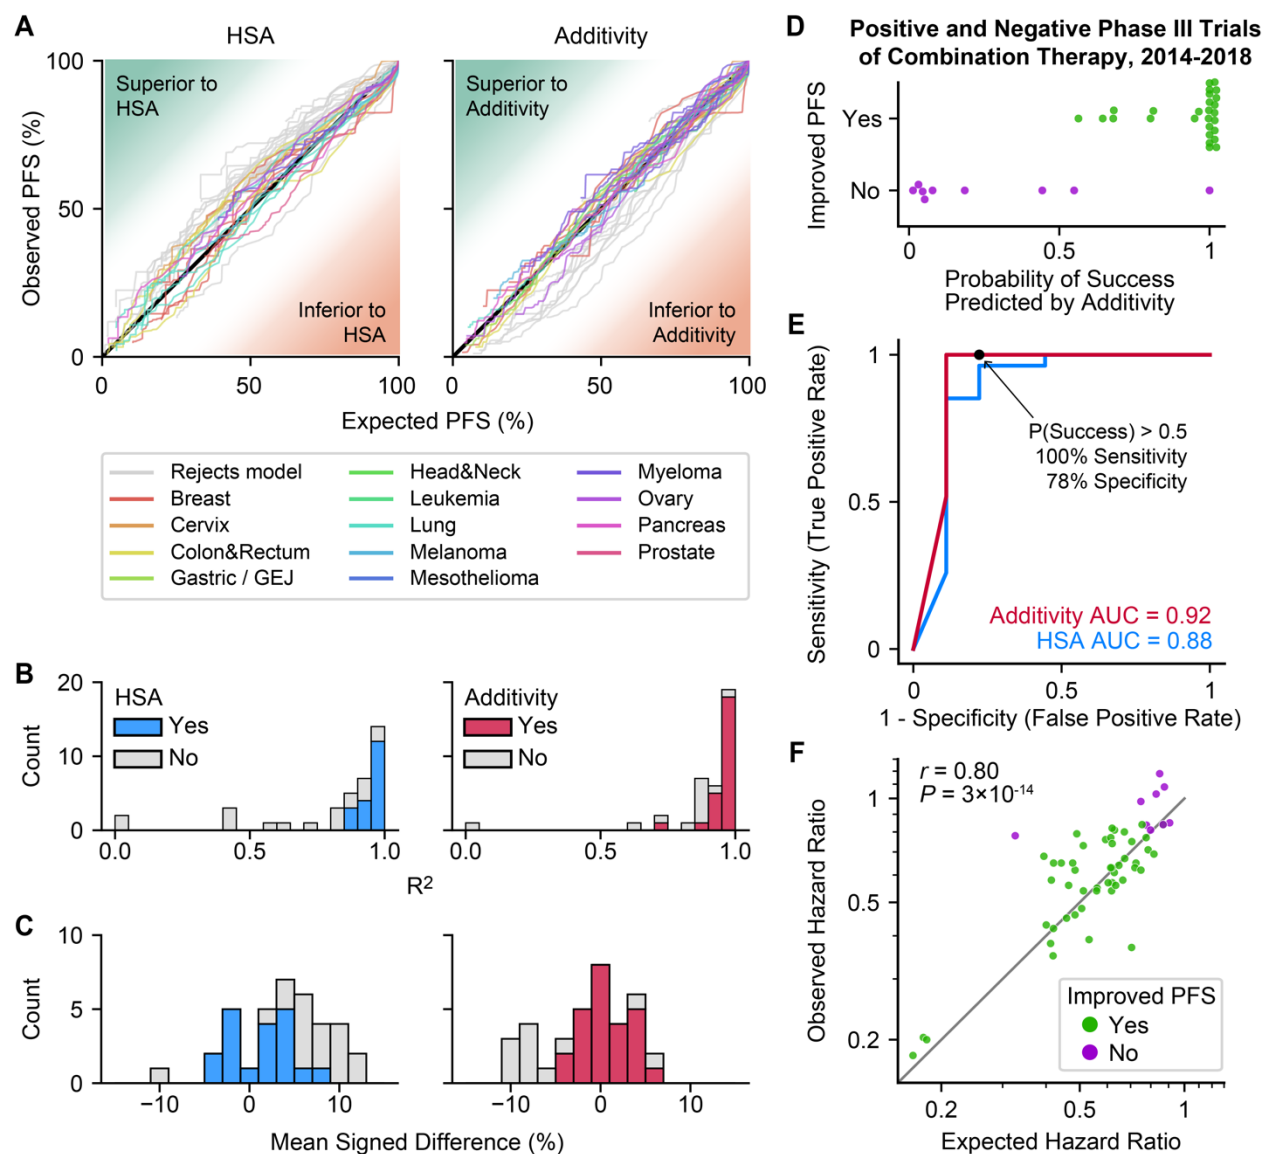 A
HSA
Additivity
Observed PFS (%)
100
50
0
Superior to
HSA
Inferior to
HSA
Superior to
Additivity
Inferior to
Additivity
0
50
100
0
50
100
Expected PFS (%)
Rejects model
Breast
Cervix
Colon&Rectum
Gastric / GEJ
Head&Neck
Leukemia
Lung
Melanoma
Mesothelioma
Myeloma
Ovary
Pancreas
Prostate
B
Count
20
10
0
HSA
Yes
No
Additivity
Yes
No
0.0
0.5
1.0
0.0
0.5
1.0
R²
C
Count
10
5
0
−10
0
10
−10
0
10
Mean Signed Difference (%)
D
Positive and Negative Phase III Trials
of Combination Therapy, 2014-2018
Improved PFS
Yes
No
0
0.5
1
Probability of Success
Predicted by Additivity
E
Sensitivity (True Positive Rate)
1
0.5
0
P(Success) > 0.5
100% Sensitivity
78% Specificity
Additivity AUC = 0.92
HSA AUC = 0.88
0
0.5
1
1 - Specificity (False Positive Rate)
F
r = 0.80
P = 3×10⁻¹⁴
Observed Hazard Ratio
1
0.5
0.2
Improved PFS
Yes
No
0.2
0.5
1
Expected Hazard Ratio